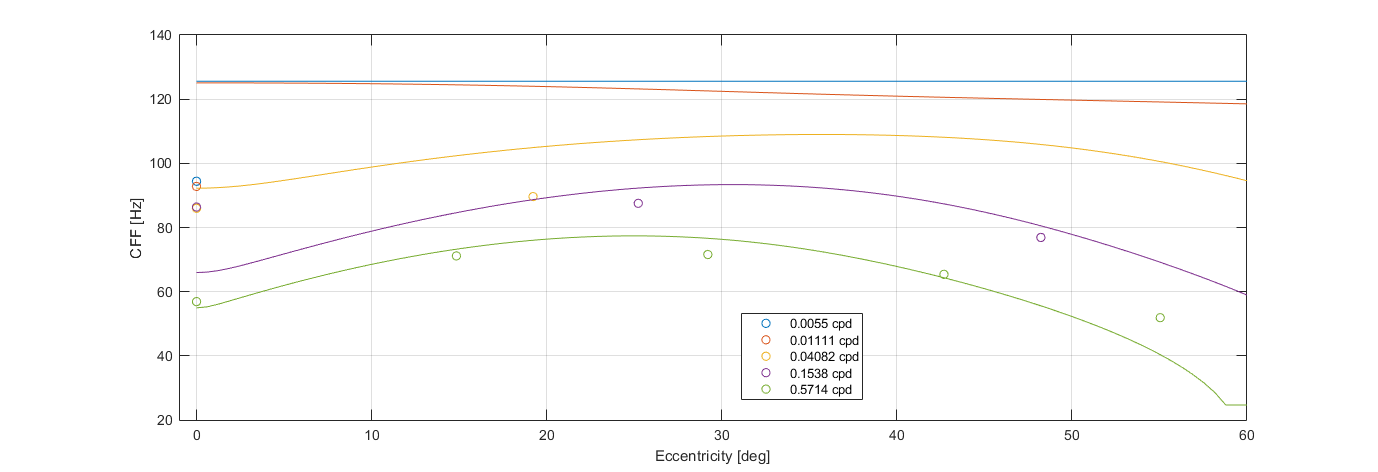 140
120
100
80
60
40
20
CFF [Hz]
0.0055 cpd
0.01111 cpd
0.04082 cpd
0.1538 cpd
0.5714 cpd
0 10 20 30 40 50 60
Eccentricity [deg]